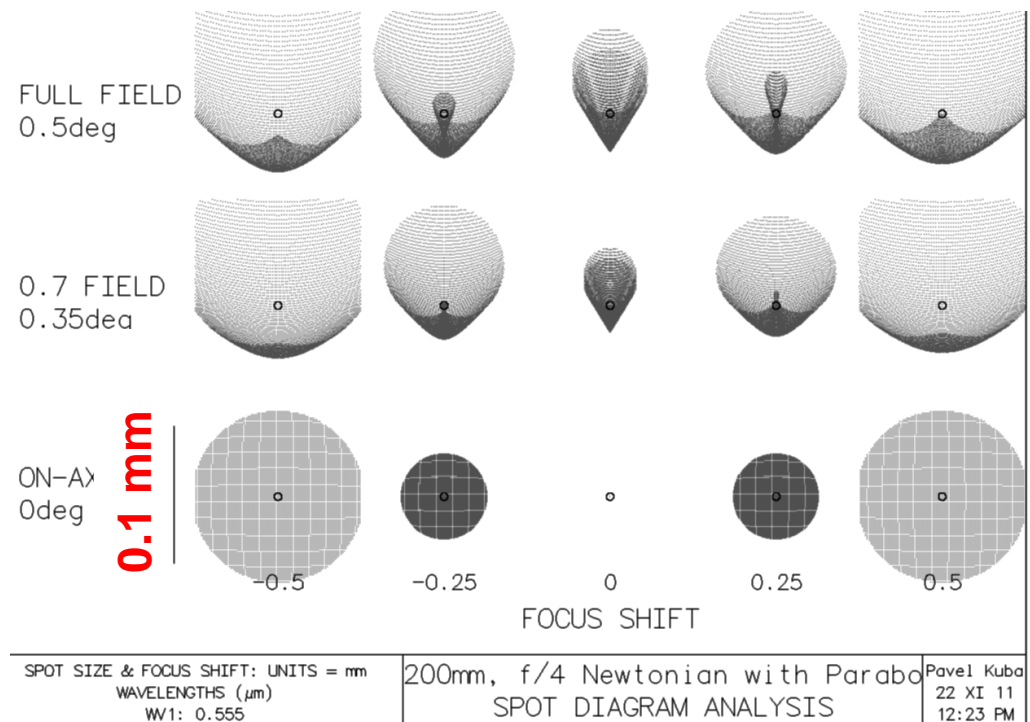 FULL FIELD
0.5deg
0.7 FIELD
0.35dea
0.1 mm
ON-AX
0deg
-0.5 -0.25 0 0.25 0.5
FOCUS SHIFT
SPOT SIZE & FOCUS SHIFT: UNITS = mm
WAVELENGTHS (μm)
W1: 0.555
200mm, f/4 Newtonian with Parabo
SPOT DIAGRAM ANALYSIS
Pavel Kuba
22 XI 11
12:23 PM